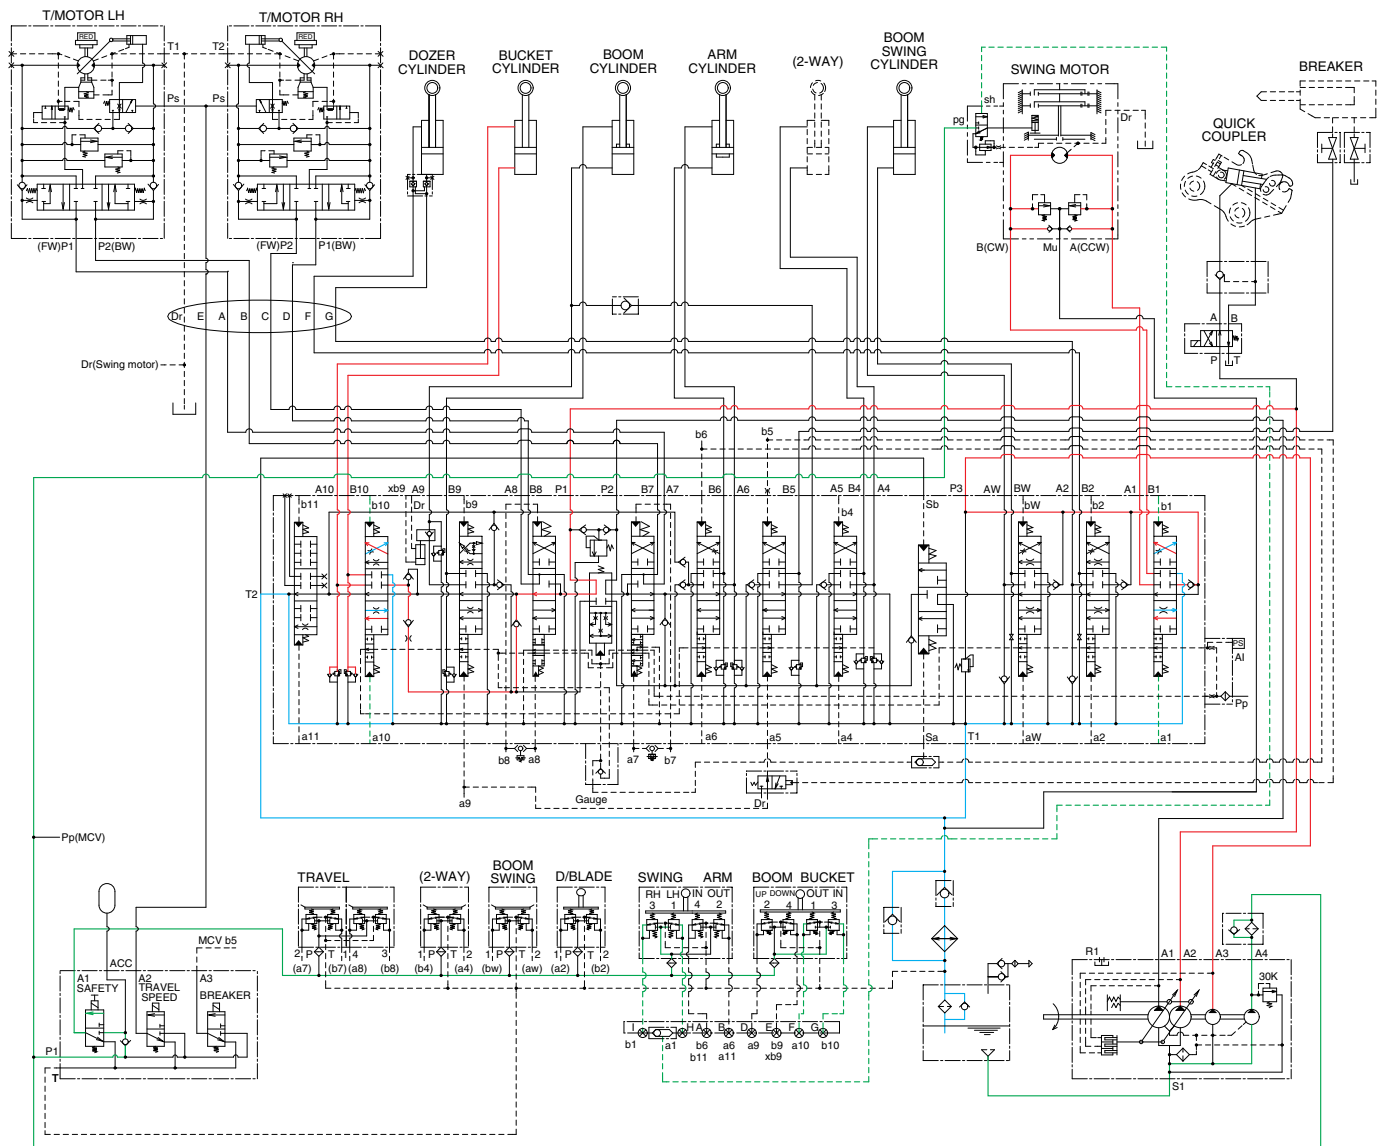 T/MOTOR LH
T/MOTOR RH
RED
RED
T1
T2
Ps
Ps
(FW)P1
P2(BW)
(FW)P2
P1(BW)
DOZER
CYLINDER
BUCKET
CYLINDER
BOOM
CYLINDER
ARM
CYLINDER
(2-WAY)
BOOM
SWING
CYLINDER
SWING MOTOR
sh
pg
Dr
B(CW)
Mu
A(CCW)
BREAKER
QUICK
COUPLER
A
B
P
T
Dr
E
A
B
C
D
F
G
Dr(Swing motor)
b6
b5
A10
B10
xb9
A9
B9
A8
B8
P1
P2
B7
A7
B6
A6
B5
A5
B4
A4
P3
AW
BW
A2
B2
A1
B1
b11
b10
Dr
b9
b4
Sb
bW
b2
b1
T2
PS
AI
Pp
a11
a10
b8
a8
a7
b7
a6
a5
a4
Sa
T1
aW
a2
a1
a9
Gauge
Dr
Pp(MCV)
TRAVEL
(2-WAY)
BOOM
SWING
D/BLADE
SWING
ARM
BOOM
BUCKET
RH
LH
IN
OUT
UP
DOWN
OUT
IN
3
1
4
2
2
4
1
3
2
P
T
1
4
3
1
P
T
2
1
P
T
2
1
P
T
2
(a7)
(b7)
(a8)
(b8)
(b4)
(a4)
(bw)
(aw)
(a2)
(b2)
I
H
A
B
D
E
F
G
b1
a1
b6
a6
a9
b9
a10
b10
b11
a11
xb9
MCV b5
ACC
A1
A2
A3
SAFETY
TRAVEL
SPEED
BREAKER
P1
T
R1
A1
A2
A3
A4
30K
S1